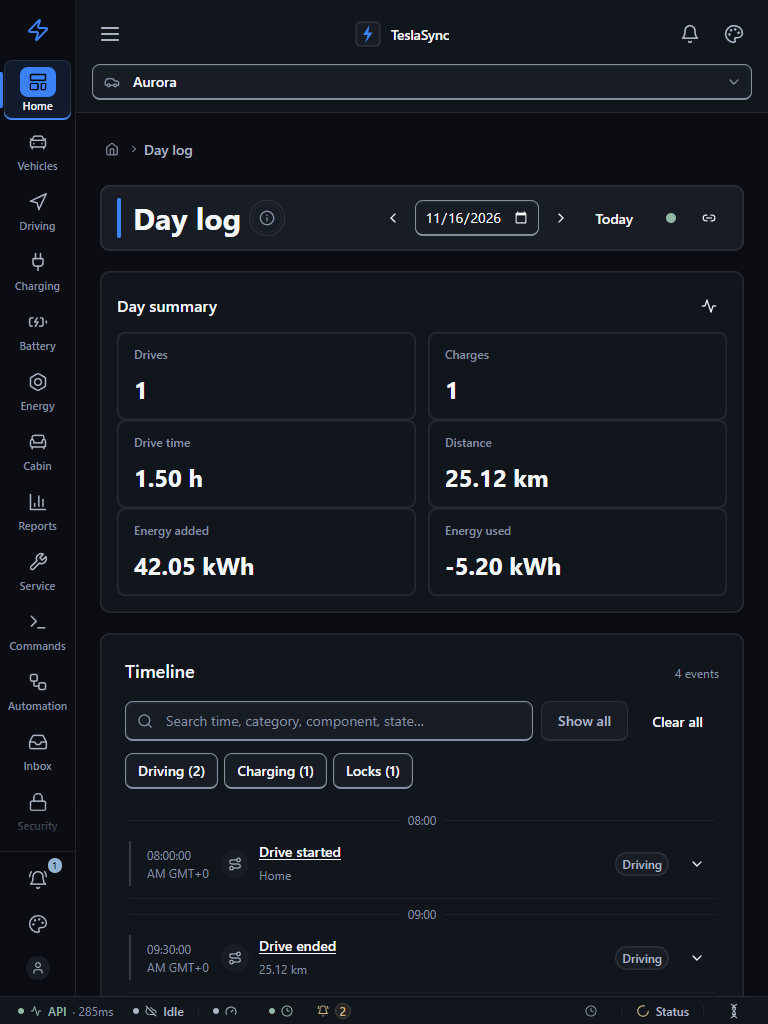 TeslaSync
Aurora
Home
Vehicles
Driving
Charging
Battery
Energy
Cabin
Reports
Service
Commands
Automation
Inbox
Security
1
Day log
Day log
11/16/2026
Today
Day summary
Drives
1
Charges
1
Drive time
1.50 h
Distance
25.12 km
Energy added
42.05 kWh
Energy used
-5.20 kWh
Timeline
4 events
Search time, category, component, state...
Show all
Clear all
Driving (2)
Charging (1)
Locks (1)
08:00
08:00:00
AM GMT+0
Drive started
Home
Driving
09:00
09:30:00
AM GMT+0
Drive ended
25.12 km
Driving
API · 285ms
Idle
2
Status